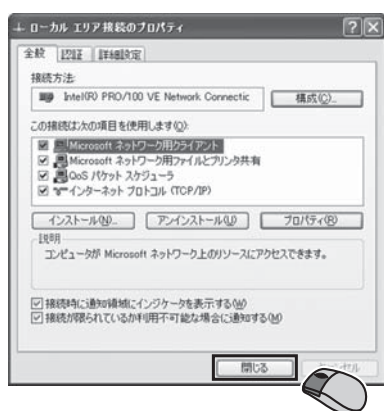 ローカル エリア接続のプロパティ
全般 認証 詳細設定
接続方法:
Intel(R) PRO/100 VE Network Connectic 構成(C)...
この接続は次の項目を使用します(O):
Microsoft ネットワーク用クライアント
Microsoft ネットワーク用ファイルとプリンタ共有
QoS パケット スケジューラ
インターネット プロトコル (TCP/IP)
インストール(N)... アンインストール(U) プロパティ(R)
説明
コンピュータが Microsoft ネットワーク上のリソースにアクセスできます。
接続時に通知領域にインジケータを表示する(W)
接続が限られているか利用不可能な場合に通知する(M)
閉じる